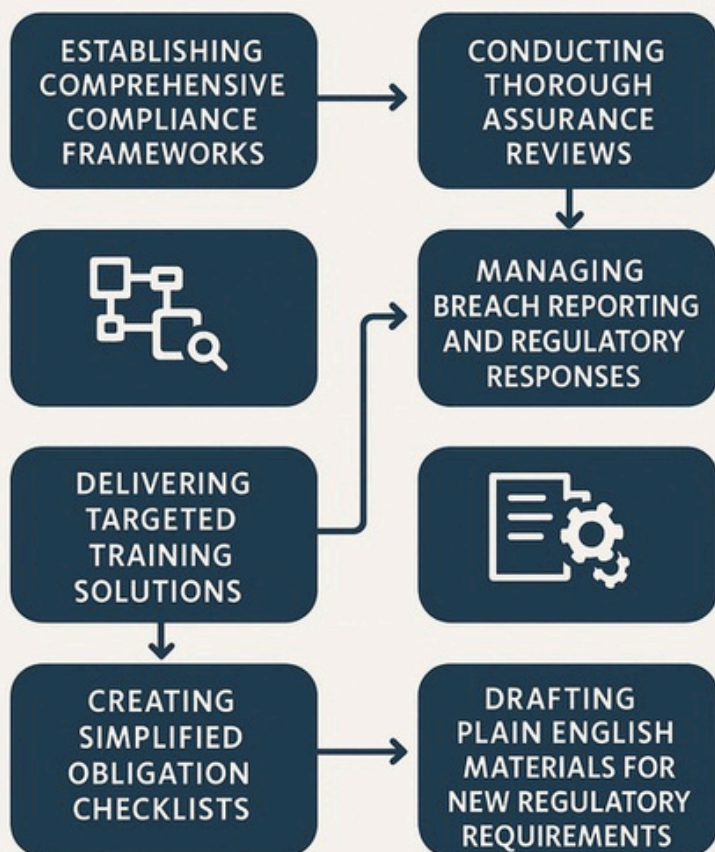 ESTABLISHING
COMPREHENSIVE
COMPLIANCE
FRAMEWORKS
CONDUCTING
THOROUGH
ASSURANCE
REVIEWS
MANAGING
BREACH REPORTING
AND REGULATORY
RESPONSES
DELIVERING
TARGETED
TRAINING
SOLUTIONS
CREATING
SIMPLIFIED
OBLIGATION
CHECKLISTS
DRAFTING
PLAIN ENGLISH
MATERIALS FOR
NEW REGULATORY
REQUIREMENTS